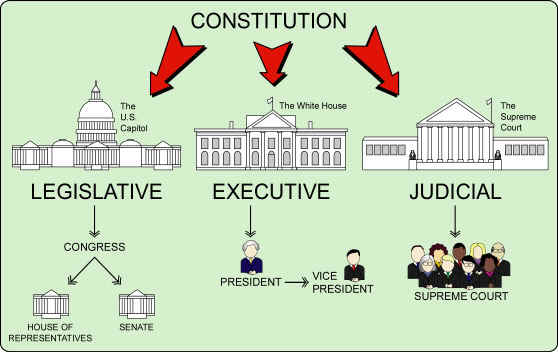 CONSTITUTION
The
U.S.
Capitol
The White House
The
Supreme
Court
LEGISLATIVE
EXECUTIVE
JUDICIAL
CONGRESS
PRESIDENT
VICE
PRESIDENT
SUPREME COURT
HOUSE OF
REPRESENTATIVES
SENATE